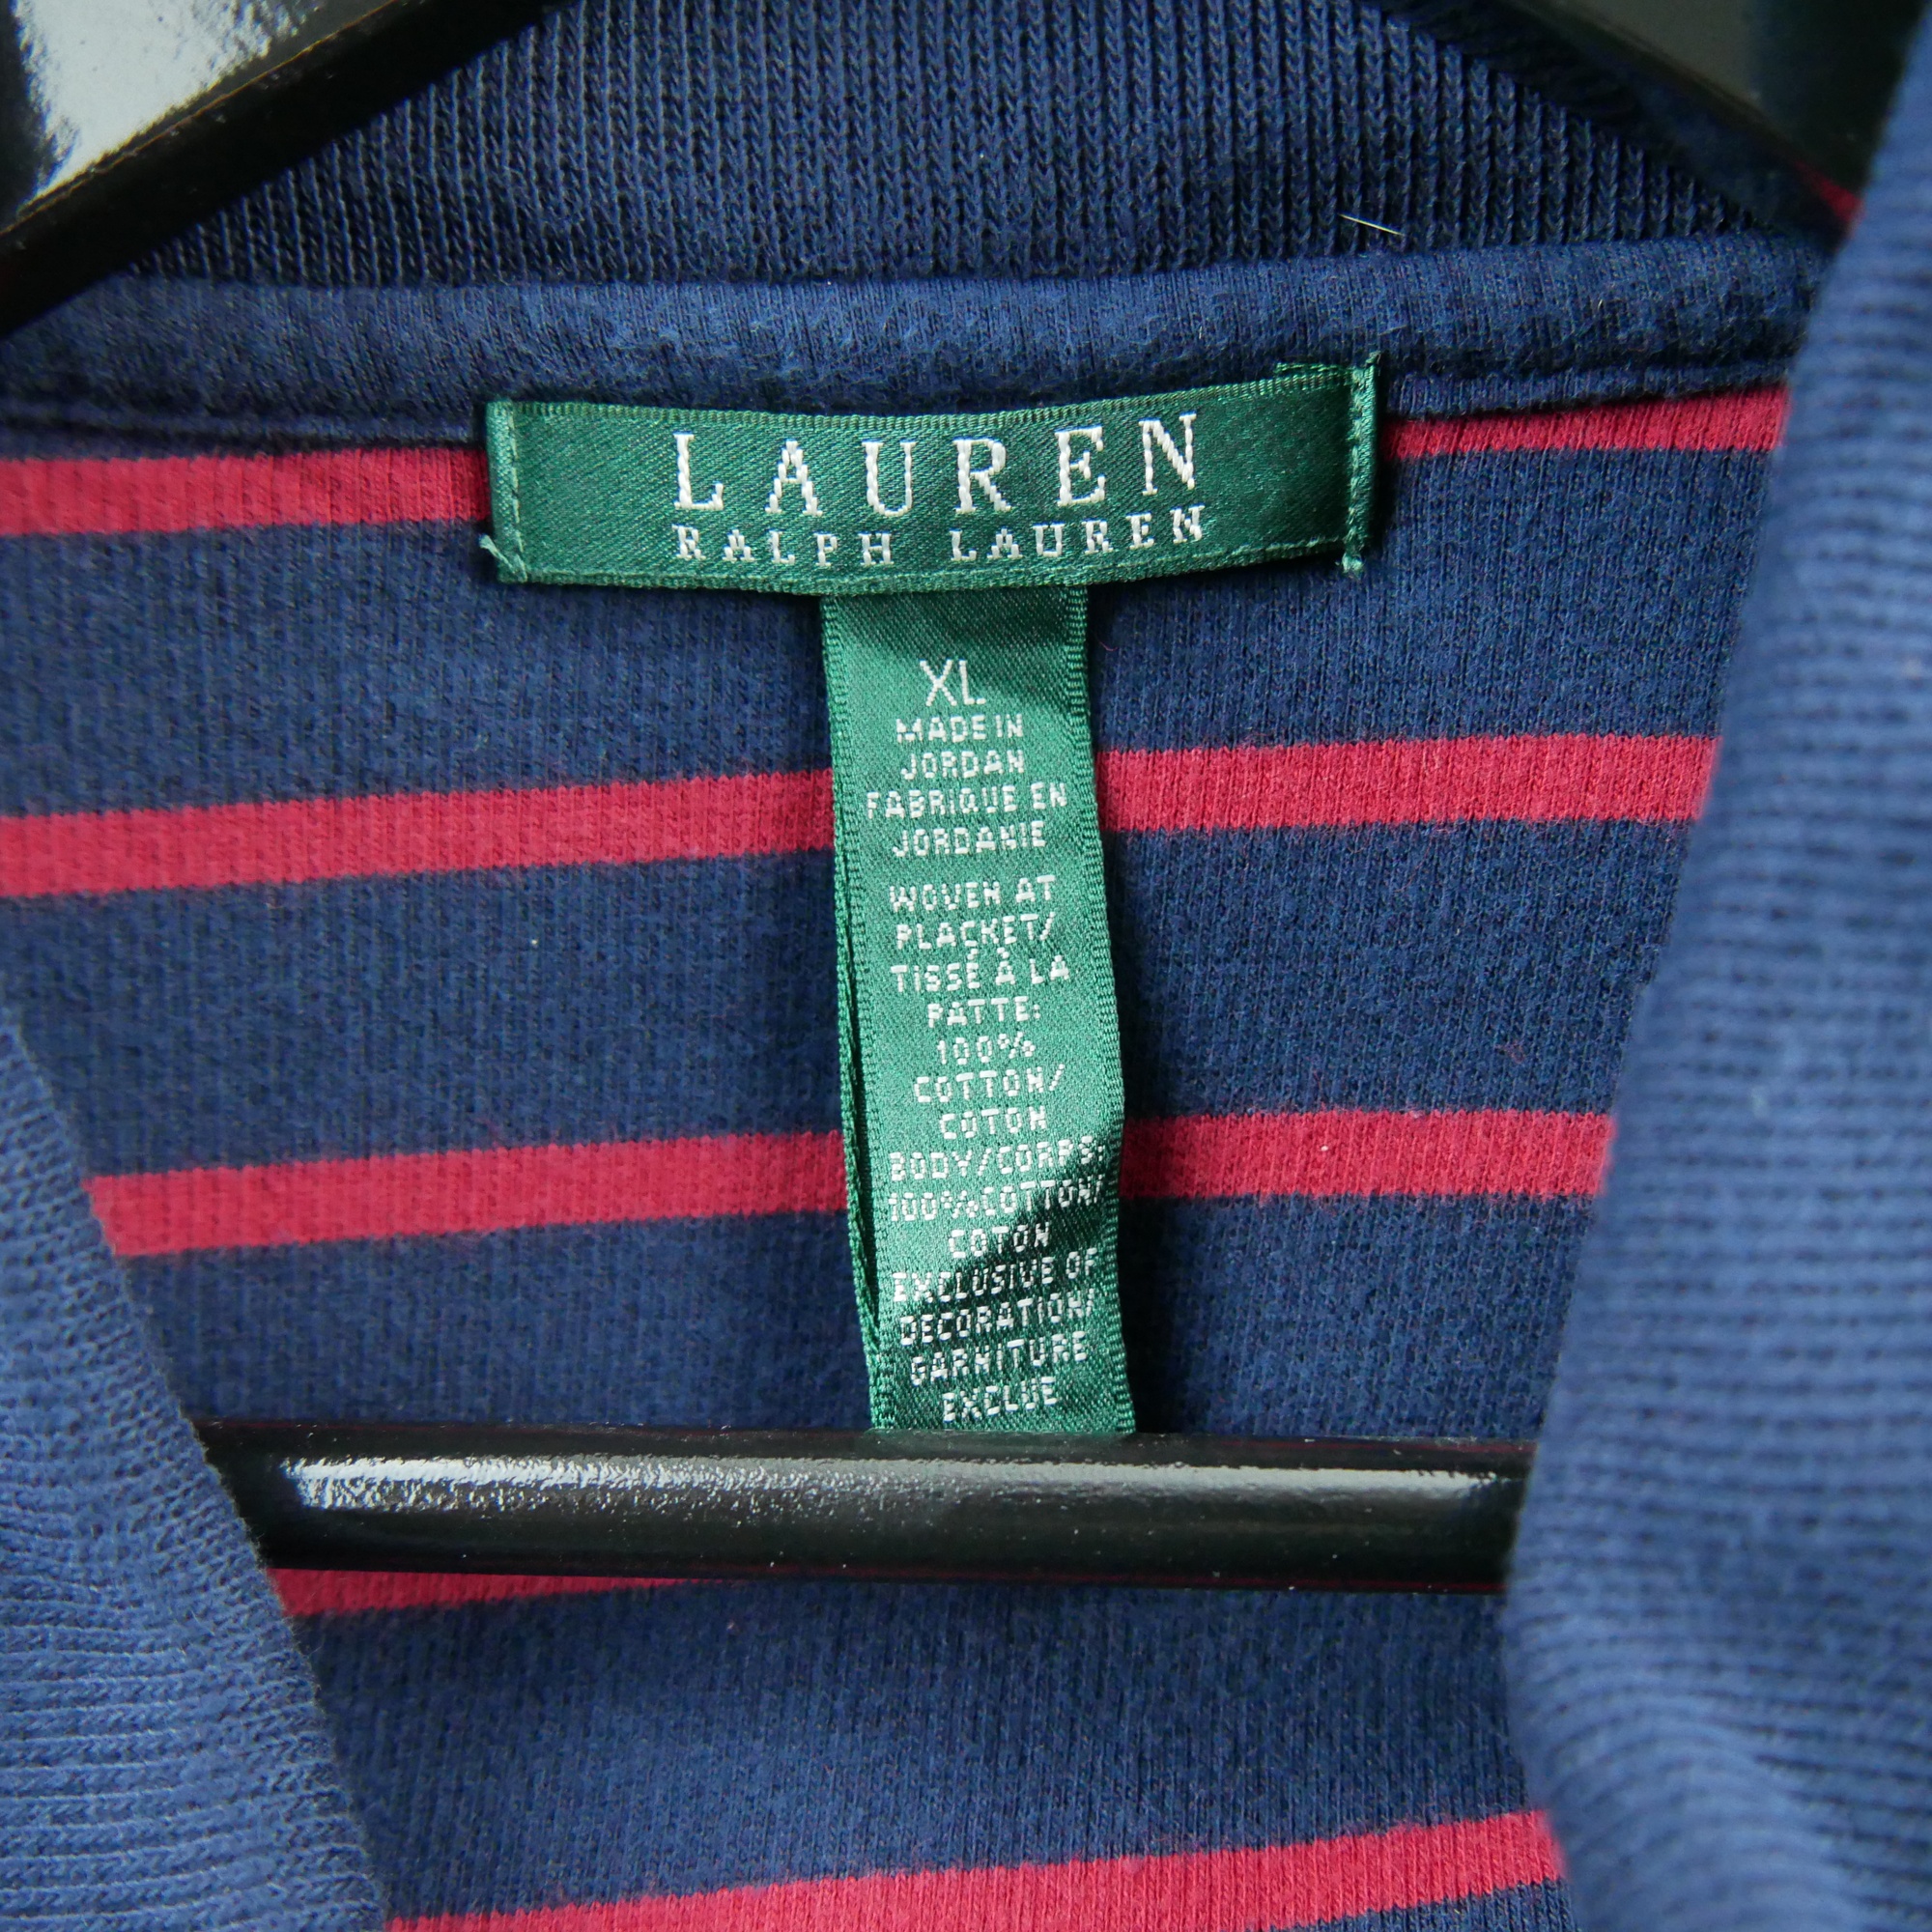 LAUREN
RALPH LAUREN
XL
MADE IN
JORDAN
FABRIQUE EN
JORDANIE
WOVEN AT
PLACKET/
TISSÉ À LA
PATTE:
100%
COTTON/
COTON
BODY/CORPS:
100%COTTON/
COTON
EXCLUSIVE OF
DECORATION/
GARNITURE
EXCLUE